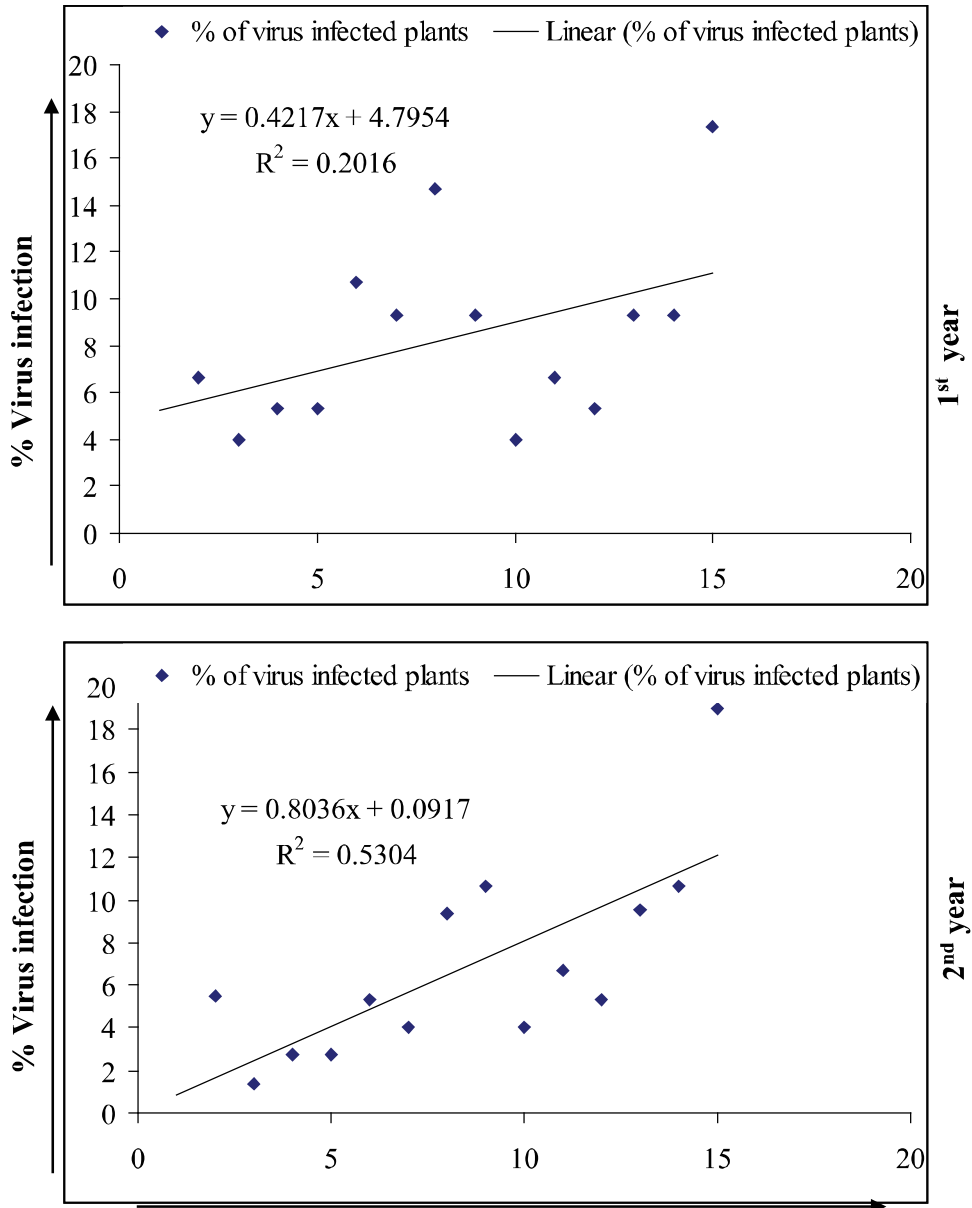 % of virus infected plants Linear (% of virus infected plants)
20
18
16
14
12
10
8
6
4
2
0
y = 0.4217x + 4.7954
R² = 0.2016
0 5 10 15 20
% Virus infection
1st year
% of virus infected plants Linear (% of virus infected plants)
20
18
16
14
12
10
8
6
4
2
0
y = 0.8036x + 0.0917
R² = 0.5304
0 5 10 15 20
% Virus infection
2nd year